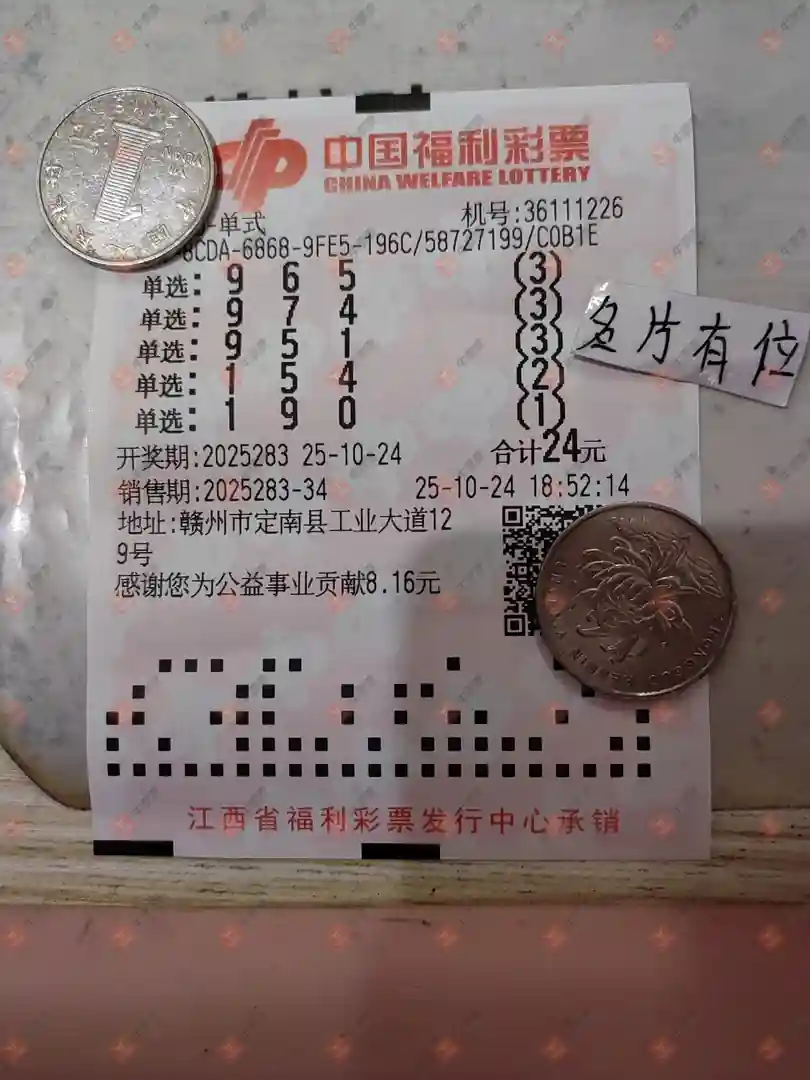 中国福利彩票
CHINA WELFARE LOTTERY
-单式 机号:36111226
8CDA-6868-9FE5-196C/58727199/C0B1E
单选: 9 6 5 (3)
单选: 9 7 4 (3)
单选: 9 5 1 (3)
单选: 1 5 4 (2)
单选: 1 9 0 (1)
名片有位
开奖期:2025283 25-10-24 合计24元
销售期:2025283-34 25-10-24 18:52:14
地址:赣州市定南县工业大道12
9号
感谢您为公益事业贡献8.16元
江西省福利彩票发行中心承销